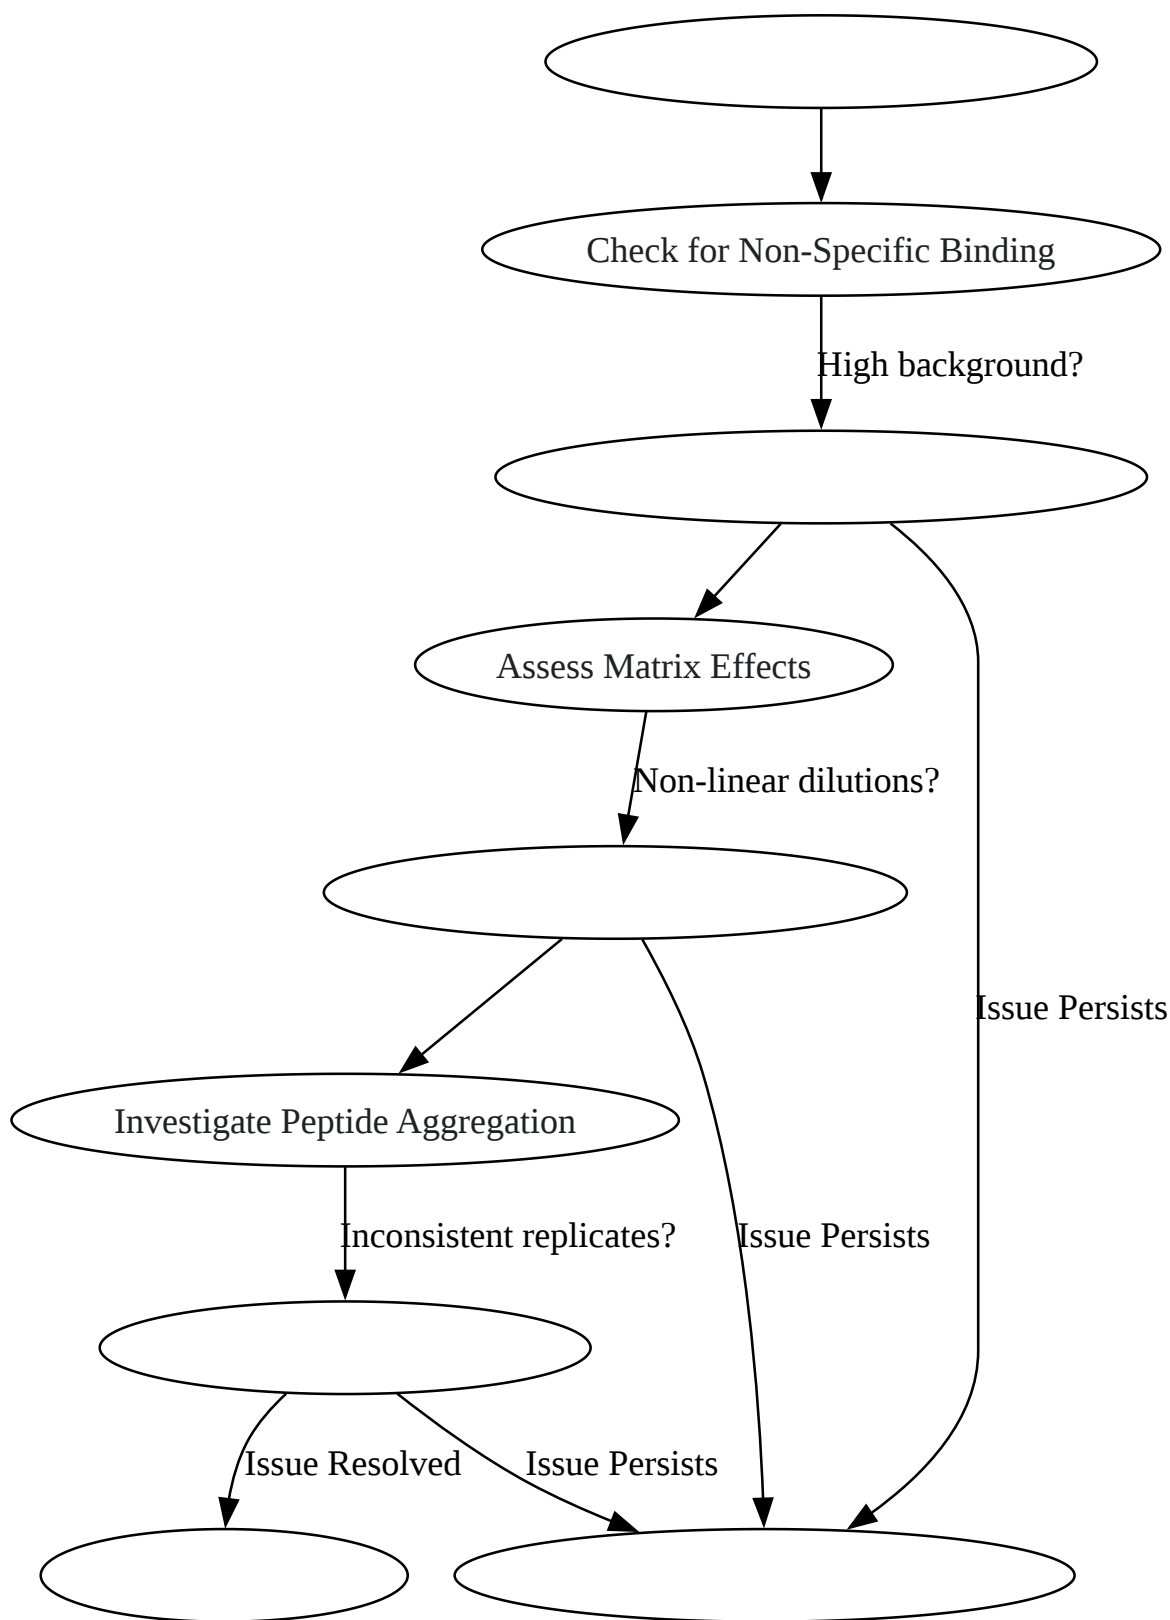 Check for Non-Specific Binding
High background?
Assess Matrix Effects
Non-linear dilutions?
Issue Persists
Investigate Peptide Aggregation
Inconsistent replicates?
Issue Persists
Issue Resolved
Issue Persists